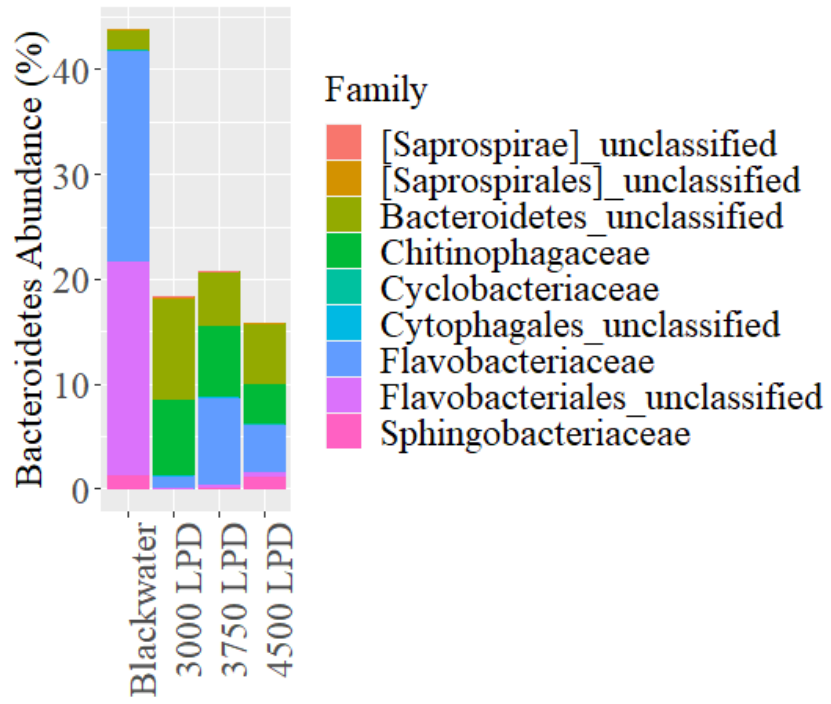 Bacteroidetes Abundance (%)
40
30
20
10
0
Blackwater
3000 LPD
3750 LPD
4500 LPD
Family
[Saprospirae]_unclassified
[Saprospirales]_unclassified
Bacteroidetes_unclassified
Chitinophagaceae
Cyclobacteriaceae
Cytophagales_unclassified
Flavobacteriaceae
Flavobacteriales_unclassified
Sphingobacteriaceae